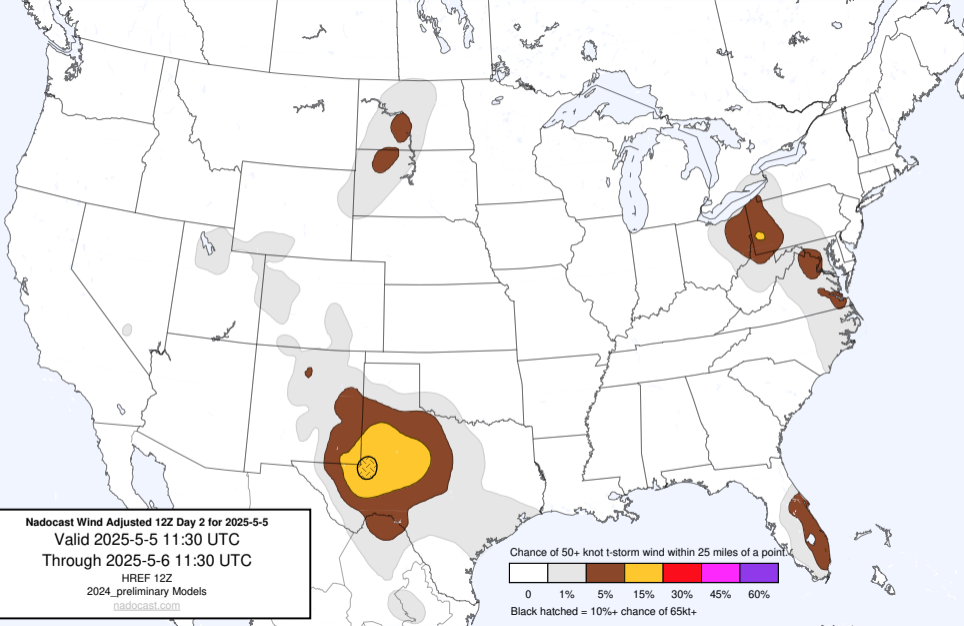 Nadocast Wind Adjusted 12Z Day 2 for 2025-5-5
Valid 2025-5-5 11:30 UTC
Through 2025-5-6 11:30 UTC
HREF 12Z
2024_preliminary Models
nadocast.com
Chance of 50+ knot t-storm wind within 25 miles of a point.
0 1% 5% 15% 30% 45% 60%
Black hatched = 10%+ chance of 65kt+